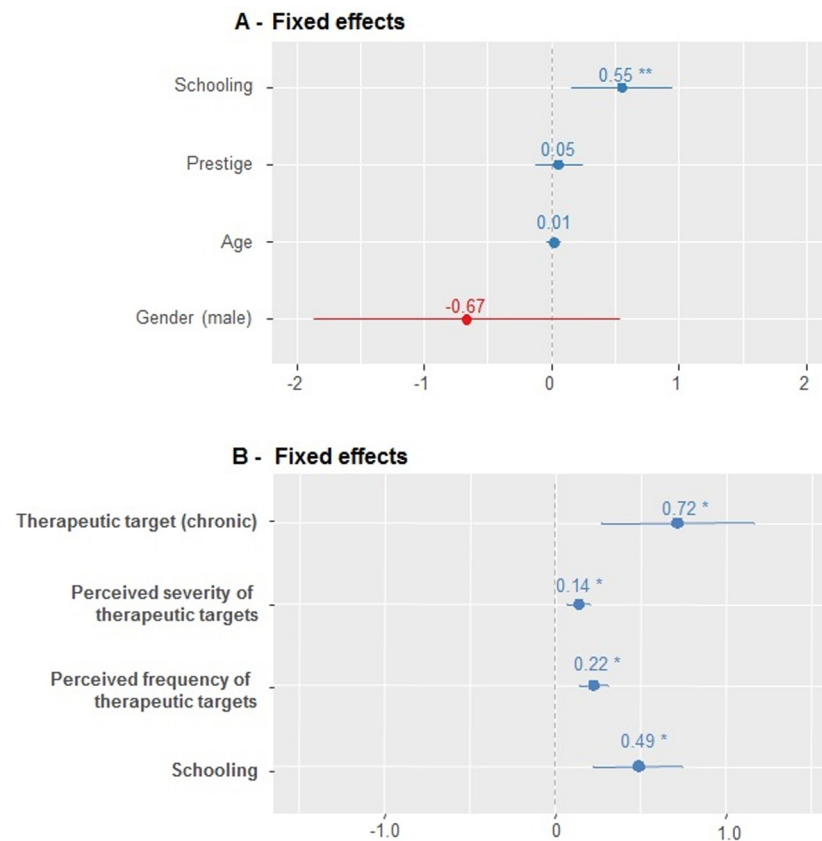 A - Fixed effects
Schooling
0.55 **
Prestige
0.05
Age
0.01
Gender (male)
-0.67
-2 -1 0 1 2
B - Fixed effects
Therapeutic target (chronic)
0.72 *
Perceived severity of
therapeutic targets
0.14 *
Perceived frequency of
therapeutic targets
0.22 *
Schooling
0.49 *
-1.0 0 1.0